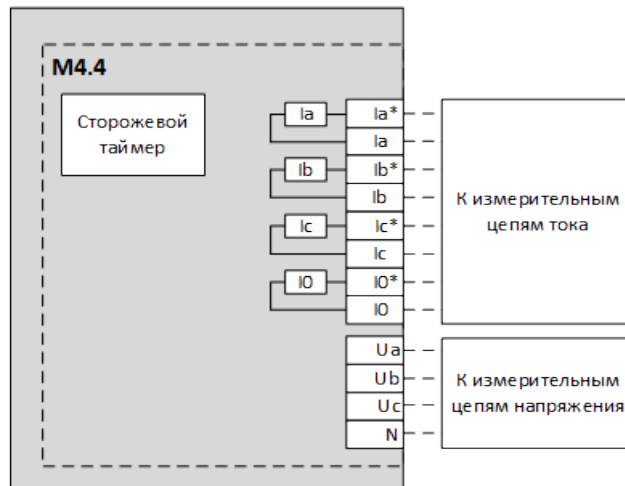 M4.4
Сторожевой
таймер
Ia
Ia*
Ia
Ib
Ib*
Ib
Ic
Ic*
Ic
I0
I0*
I0
К измерительным
цепям тока
Ua
Ub
Uc
N
К измерительным
цепям напряжения